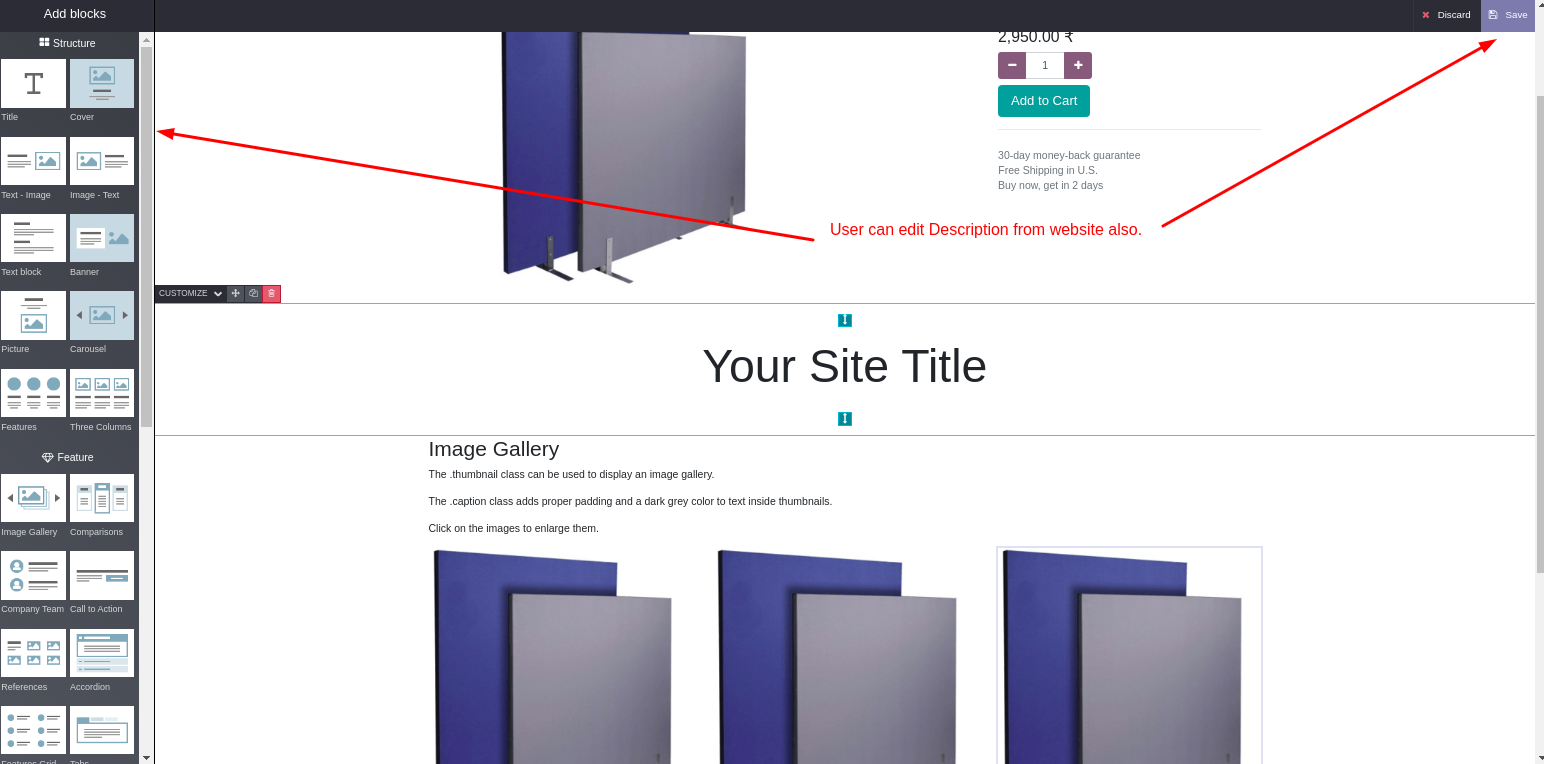 Add blocks
Discard
Save
Structure
Title
Cover
Text - Image
Image - Text
Text block
Banner
Picture
Carousel
Features
Three Columns
Feature
Image Gallery
Comparisons
Company Team
Call to Action
References
Accordion
Features Grid
Tabs
2,950.00 ₹
1
Add to Cart
30-day money-back guarantee
Free Shipping in U.S.
Buy now, get in 2 days
User can edit Description from website also.
CUSTOMIZE
Your Site Title
Image Gallery
The .thumbnail class can be used to display an image gallery.
The .caption class adds proper padding and a dark grey color to text inside thumbnails.
Click on the images to enlarge them.